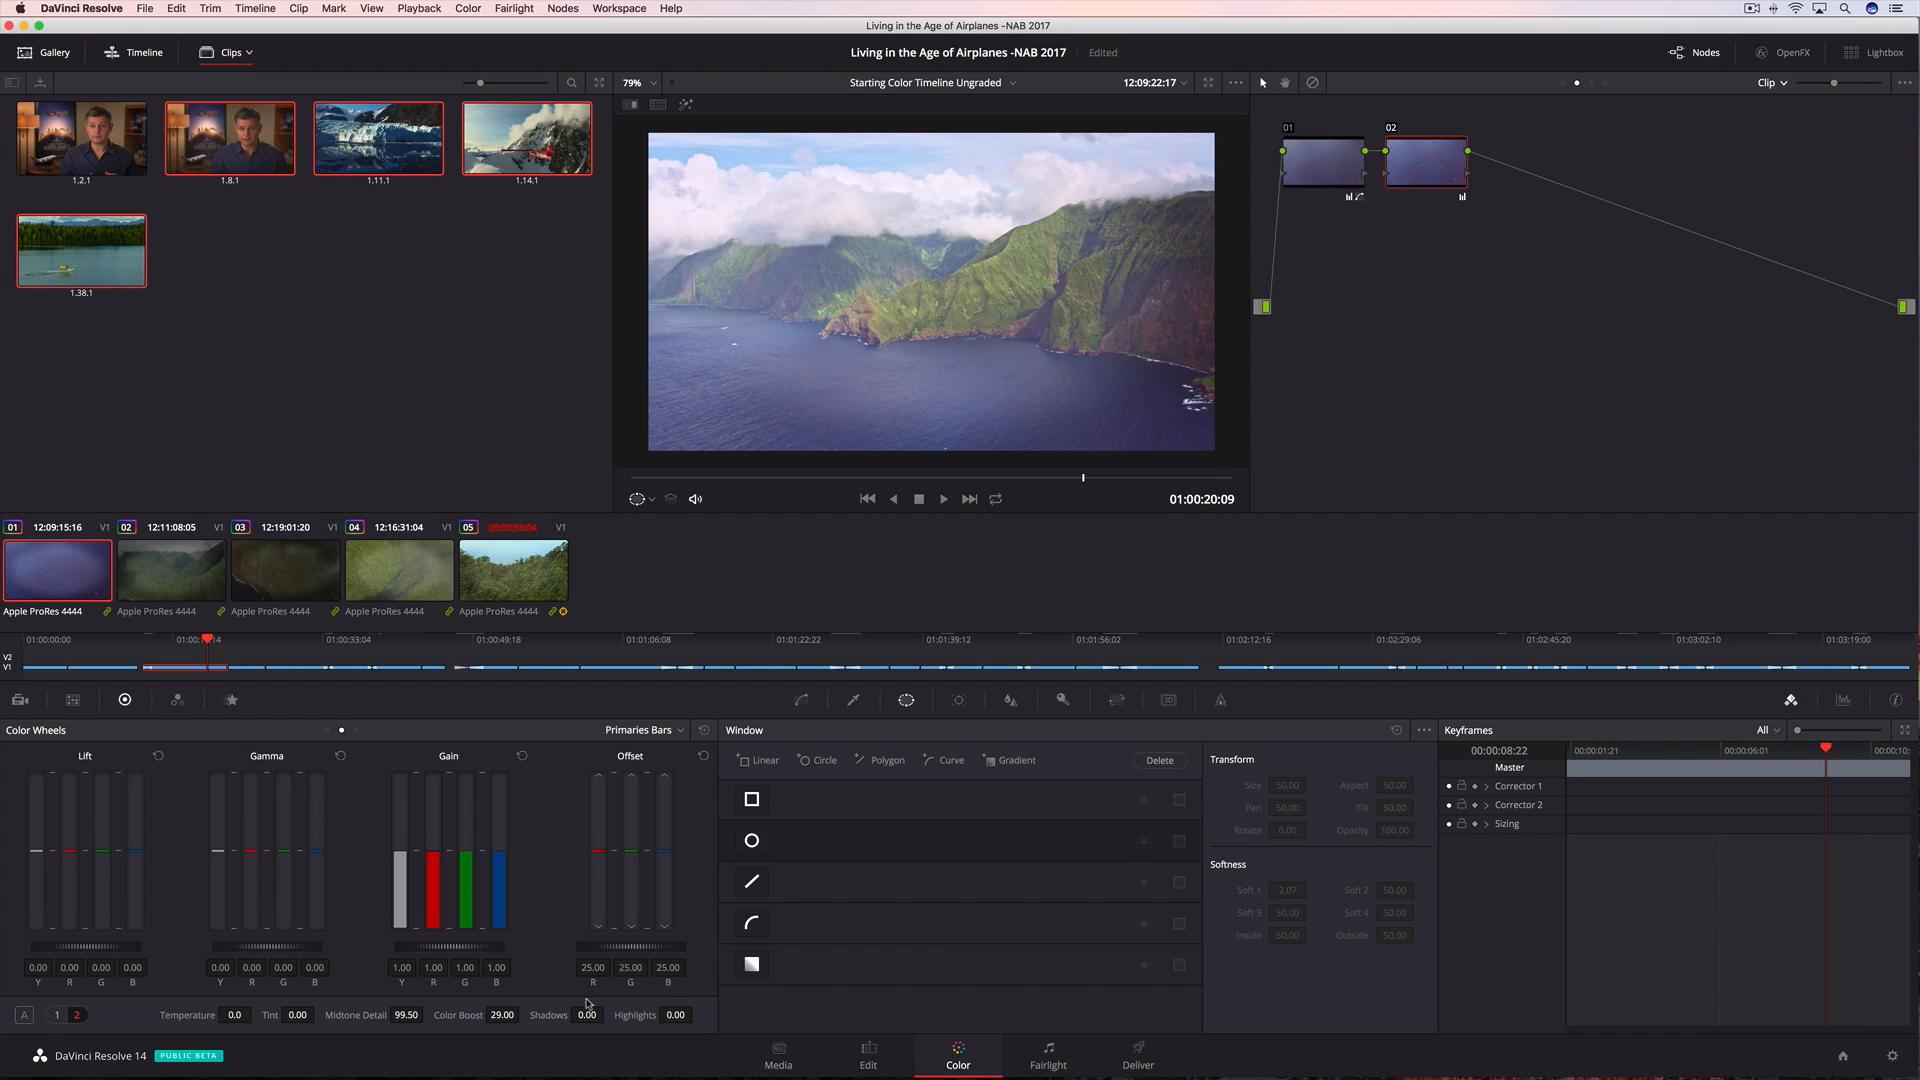 DaVinci Resolve File Edit Trim Timeline Clip Mark View Playback Color Fairlight Nodes Workspace Help
Living in the Age of Airplanes -NAB 2017
Gallery Timeline Clips Living in the Age of Airplanes -NAB 2017 Edited Nodes OpenFX Lightbox
79% Starting Color Timeline Ungraded 12:09:22:17 Clip
1.2.1 1.8.1 1.11.1 1.14.1
1.38.1
01 02
01:00:20:09
01 12:09:15:16 V1 02 12:11:08:05 V1 03 12:19:01:20 V1 04 12:16:31:04 V1 05 V1
Apple ProRes 4444 Apple ProRes 4444 Apple ProRes 4444 Apple ProRes 4444 Apple ProRes 4444
01:00:00:00 01:00:33:04 01:00:49:18 01:01:06:08 01:01:22:22 01:01:39:12 01:01:56:02 01:02:12:16 01:02:29:06 01:02:45:20 01:03:02:10 01:03:19:00
V2
V1
Color Wheels Primaries Bars Window Keyframes All
Lift Gamma Gain Offset
Linear Circle Polygon Curve Gradient Delete
Transform
Size 50.00 Aspect 50.00
Pan 50.00 Tilt 50.00
Rotate 0.00 Opacity 100.00
Softness
Soft 1 2.07 Soft 2 50.00
Soft 3 50.00 Soft 4 50.00
Inside 50.00 Outside 50.00
00:00:08:22 00:00:01:21 00:00:06:01 00:00:10:
Master
Corrector 1
Corrector 2
Sizing
0.00 0.00 0.00 0.00 0.00 0.00 0.00 0.00 1.00 1.00 1.00 1.00 25.00 25.00 25.00
Y R G B Y R G B Y R G B R G B
A 1 2 Temperature 0.0 Tint 0.00 Midtone Detail 99.50 Color Boost 29.00 Shadows 0.00 Highlights 0.00
DaVinci Resolve 14 PUBLIC BETA Media Edit Color Fairlight Deliver